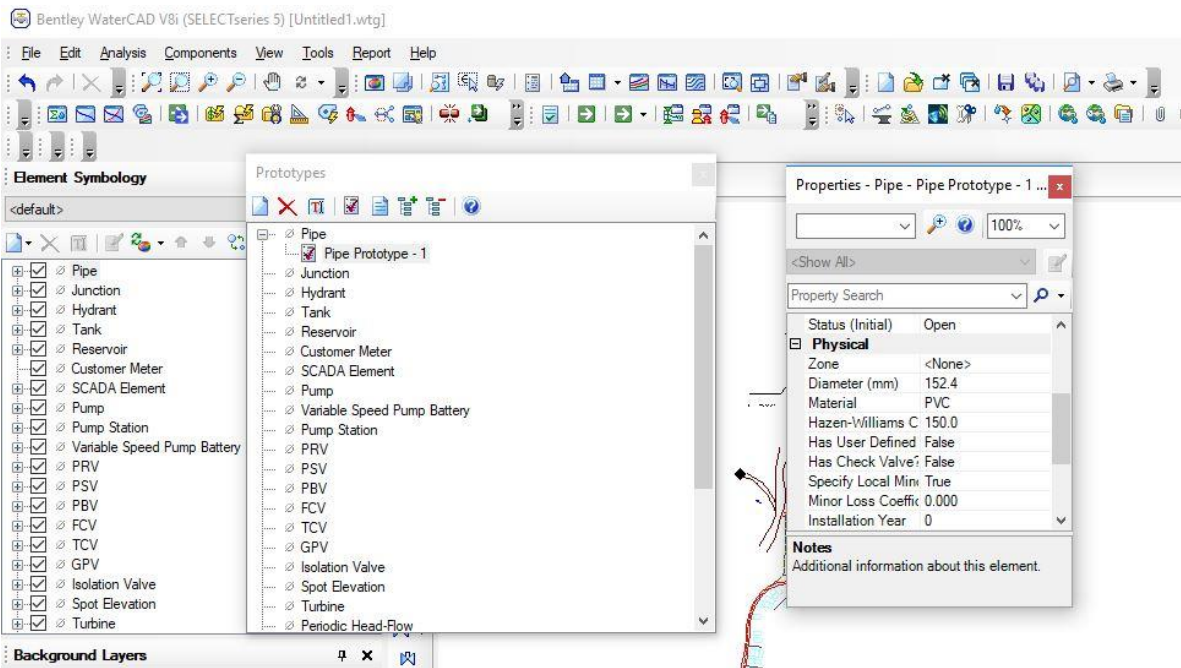 Bentley WaterCAD V8i (SELECTseries 5) [Untitled1.wtg]
File Edit Analysis Components View Tools Report Help
Element Symbology
<default>
Pipe
Junction
Hydrant
Tank
Reservoir
Customer Meter
SCADA Element
Pump
Pump Station
Variable Speed Pump Battery
PRV
PSV
PBV
FCV
TCV
GPV
Isolation Valve
Spot Elevation
Turbine
Background Layers
Prototypes
Pipe
Pipe Prototype - 1
Junction
Hydrant
Tank
Reservoir
Customer Meter
SCADA Element
Pump
Variable Speed Pump Battery
Pump Station
PRV
PSV
PBV
FCV
TCV
GPV
Isolation Valve
Spot Elevation
Turbine
Periodic Head-Flow
Properties - Pipe - Pipe Prototype - 1 ...
100%
<Show All>
Property Search
Status (Initial) Open
Physical
Zone <None>
Diameter (mm) 152.4
Material PVC
Hazen-Williams C 150.0
Has User Defined False
Has Check Valve? False
Specify Local Min True
Minor Loss Coeffic 0.000
Installation Year 0
Notes
Additional information about this element.